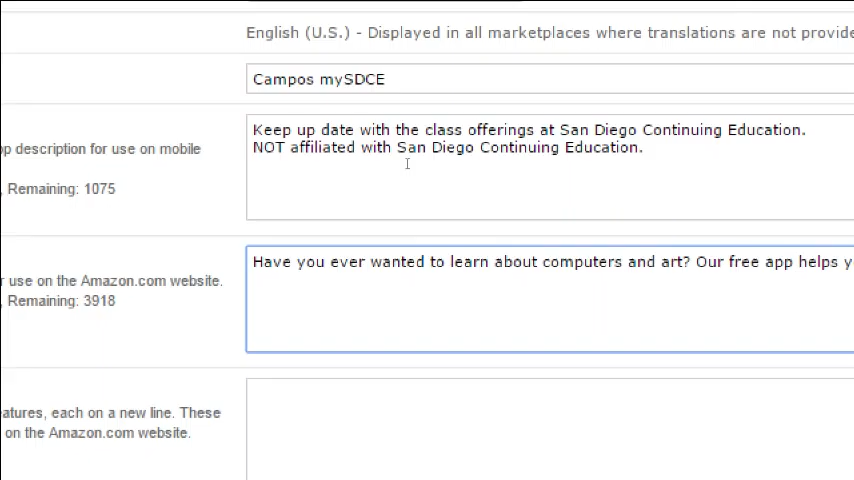 English (U.S.) - Displayed in all marketplaces where translations are not provide
Campos mySDCE
Keep up date with the class offerings at San Diego Continuing Education.
NOT affiliated with San Diego Continuing Education.
pp description for use on mobile
, Remaining: 1075
Have you ever wanted to learn about computers and art? Our free app helps y
r use on the Amazon.com website.
, Remaining: 3918
eatures, each on a new line. These
on the Amazon.com website.